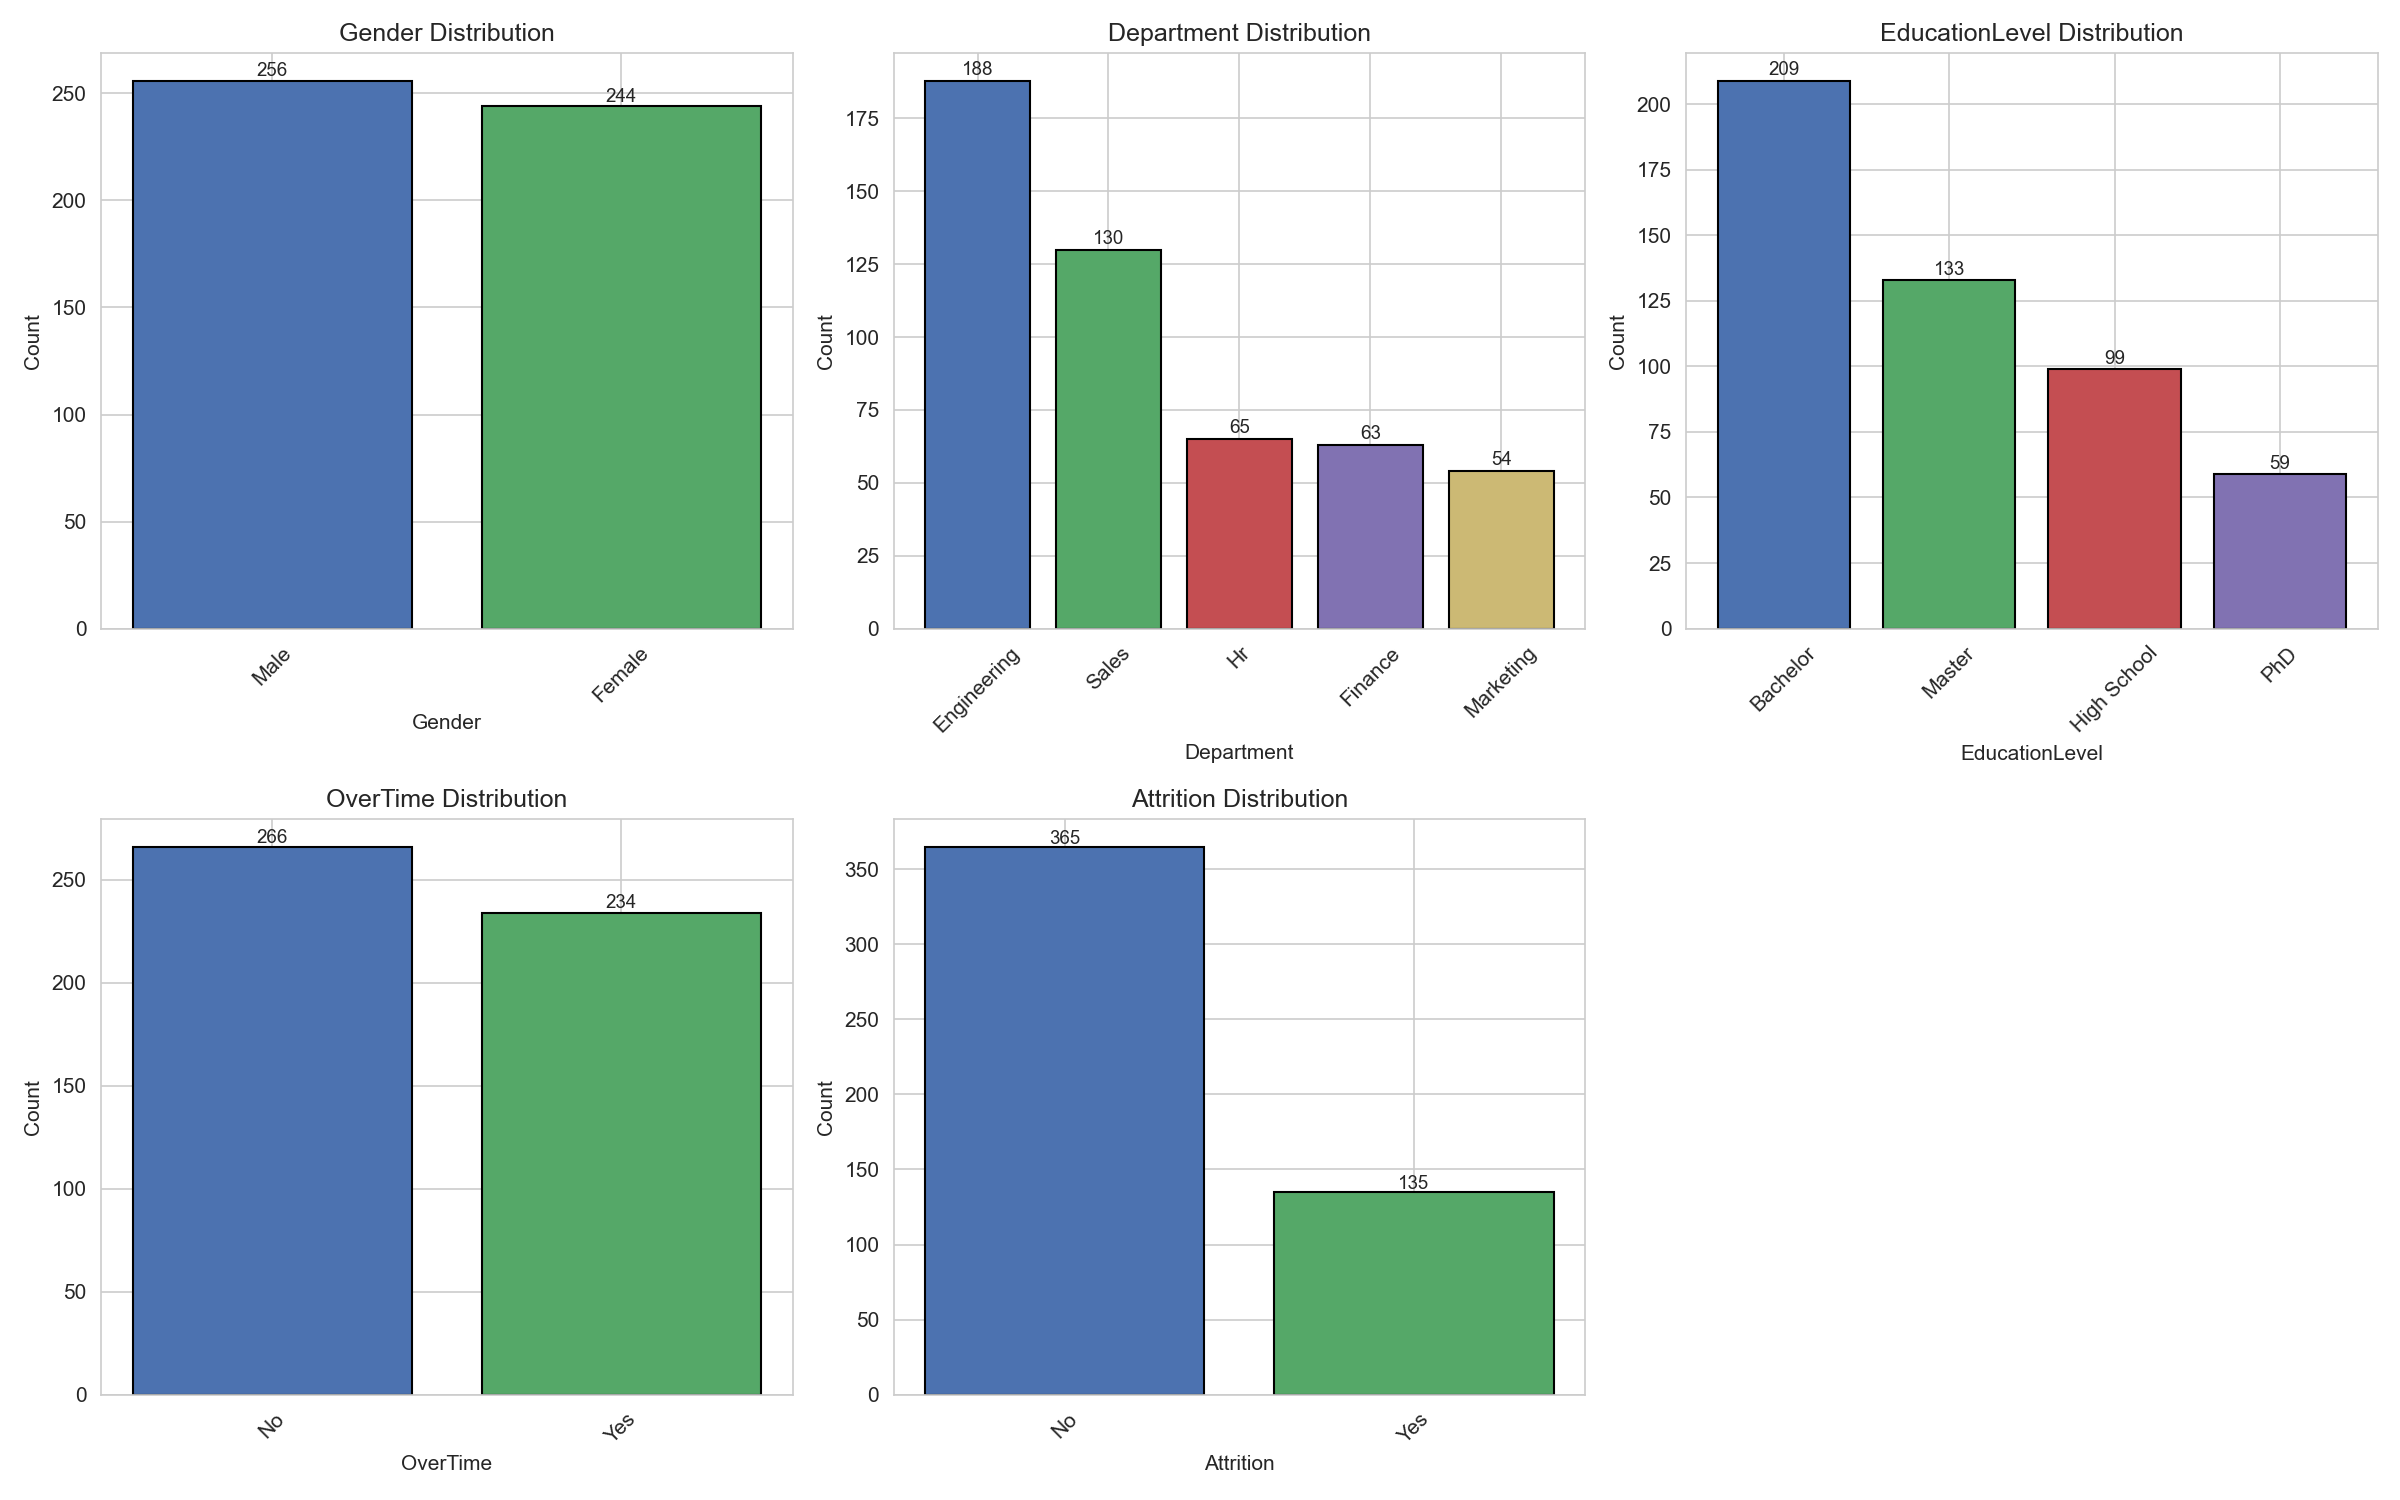 Gender Distribution
256
244
250
200
150
100
50
0
Count
Male
Female
Gender
Department Distribution
188
130
65
63
54
175
150
125
100
75
50
25
0
Count
Engineering
Sales
Hr
Finance
Marketing
Department
EducationLevel Distribution
209
133
99
59
200
175
150
125
100
75
50
25
0
Count
Bachelor
Master
High School
PhD
EducationLevel
OverTime Distribution
266
234
250
200
150
100
50
0
Count
No
Yes
OverTime
Attrition Distribution
365
135
350
300
250
200
150
100
50
0
Count
No
Yes
Attrition